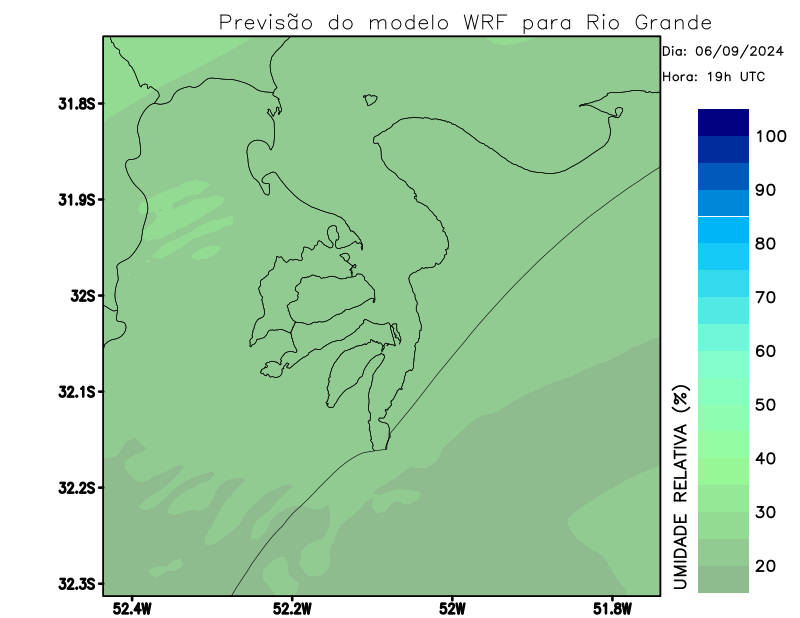 Previsão do modelo WRF para Rio Grande
Dia: 06/09/2024
Hora: 19h UTC
31.8S
31.9S
32S
32.1S
32.2S
32.3S
52.4W
52.2W
52W
51.8W
100
90
80
70
60
50
40
30
20
UMIDADE RELATIVA (%)